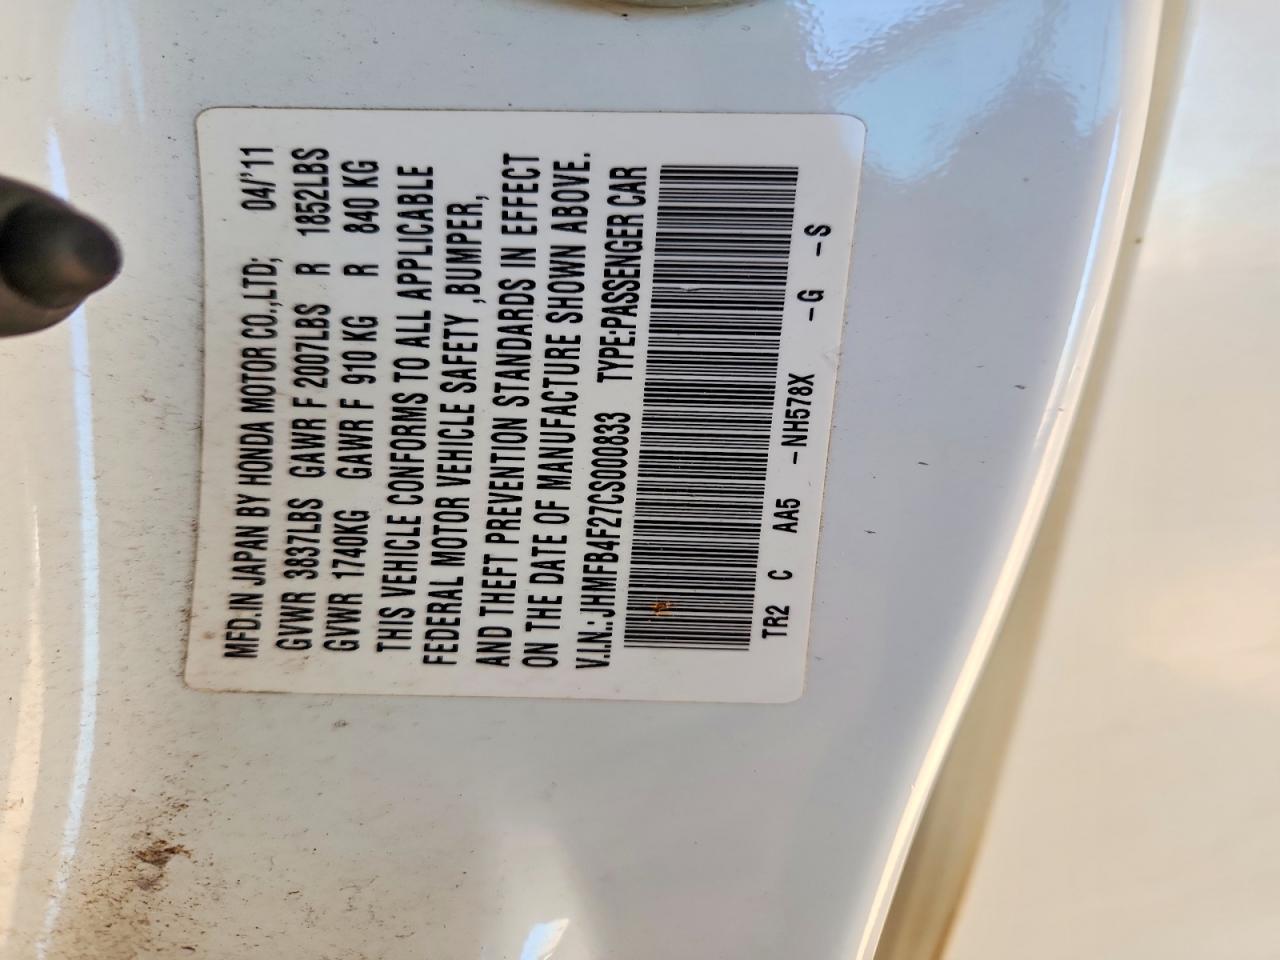 MFD.IN JAPAN BY HONDA MOTOR CO.,LTD; 04/'11
GVWR 3837LBS GAWR F 2007LBS R 1852LBS
GVWR 1740KG GAWR F 910 KG R 840 KG
THIS VEHICLE CONFORMS TO ALL APPLICABLE
FEDERAL MOTOR VEHICLE SAFETY ,BUMPER,
AND THEFT PREVENTION STANDARDS IN EFFECT
ON THE DATE OF MANUFACTURE SHOWN ABOVE.
V.I.N.: JHMFB4F27CS000833 TYPE:PASSENGER CAR
TR2 C AA5 -NH578X -G -S